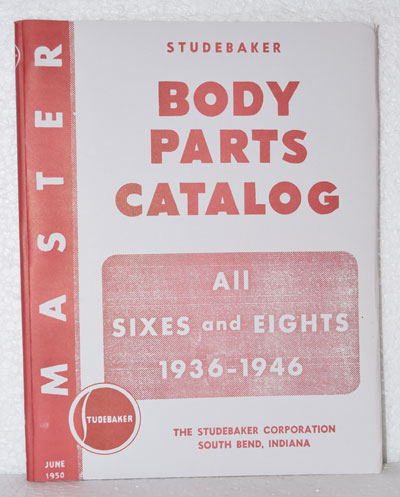 STUDEBAKER
BODY
PARTS
CATALOG
All
SIXES and EIGHTS
1936-1946
THE STUDEBAKER CORPORATION
SOUTH BEND, INDIANA
MASTER
STUDEBAKER
JUNE
1950